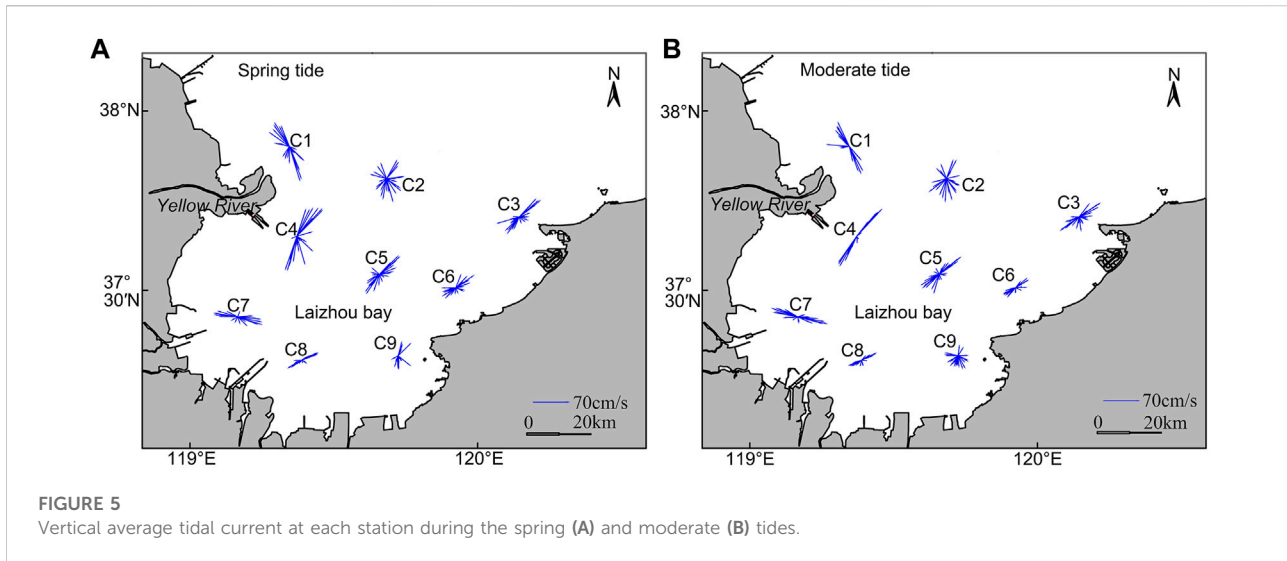 A
B
Spring tide
N
38°N
C1
C2
C3
Yellow River
C4
C5
C6
37°
30′N
C7
Laizhou bay
C8
C9
70cm/s
0 20km
119°E
120°E
Moderate tide
N
38°N
C1
C2
C3
Yellow River
C4
C5
C6
37°
30′N
C7
Laizhou bay
C8
C9
70cm/s
0 20km
119°E
120°E
FIGURE 5
Vertical average tidal current at each station during the spring (A) and moderate (B) tides.